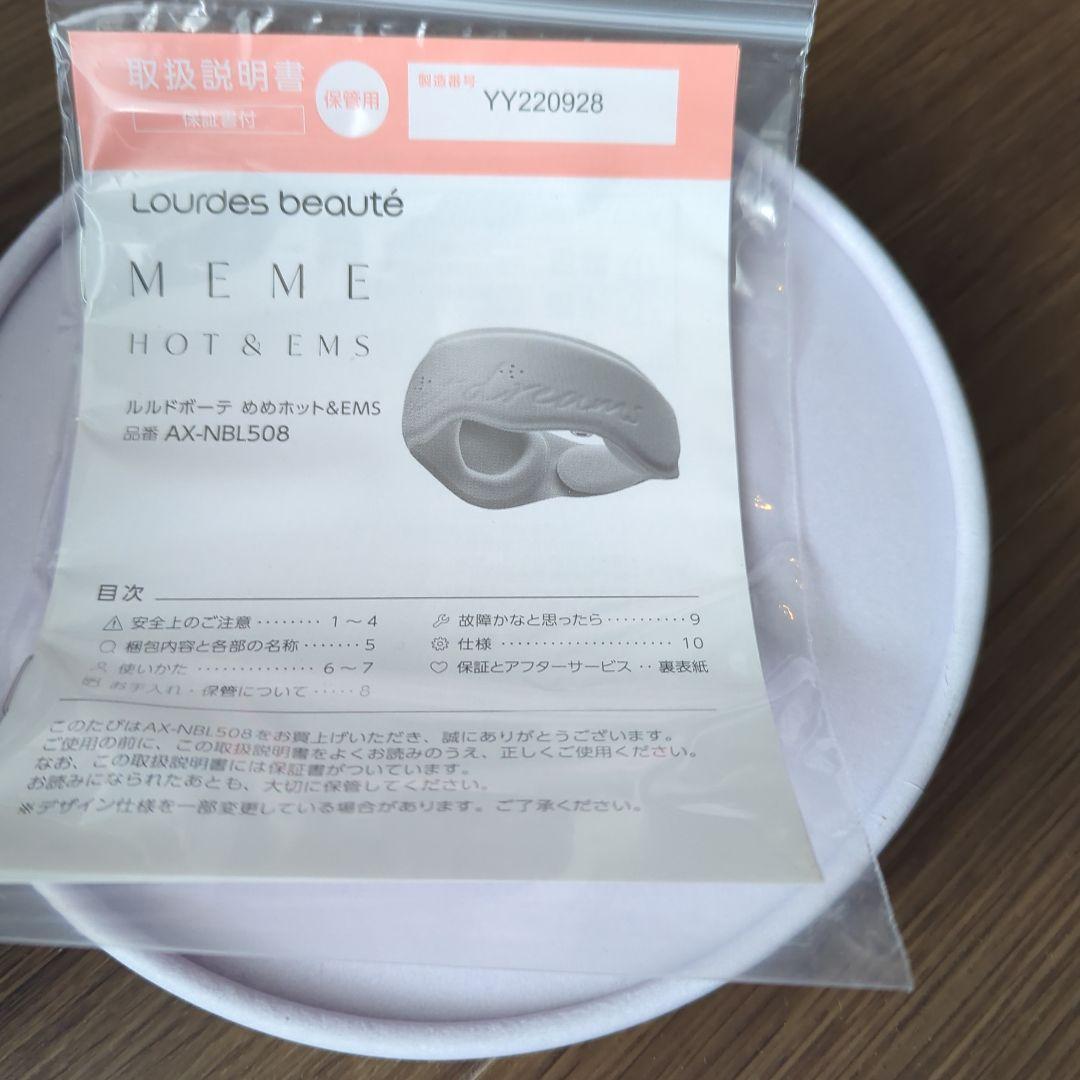 取扱説明書
保証書付
保管用
製造番号
YY220928
Lourdes beauté
MEME
HOT & EMS
ルルドボーテ めめホット&EMS
品番 AX-NBL508
dreams
目次
安全上のご注意 ········ 1～4
梱包内容と各部の名称 ······· 5
使いかた ·············· 6～7
お手入れ・保管について ····· 8
故障かなと思ったら ·········· 9
仕様 ···················· 10
保証とアフターサービス ·· 裏表紙
このたびはAX-NBL508をお買上げいただき、誠にありがとうございます。
ご使用の前に、この取扱説明書をよくお読みのうえ、正しくご使用ください。
なお、この取扱説明書には保証書がついています。
お読みになられたあとも、大切に保管してください。
※デザイン仕様を一部変更している場合があります。ご了承ください。